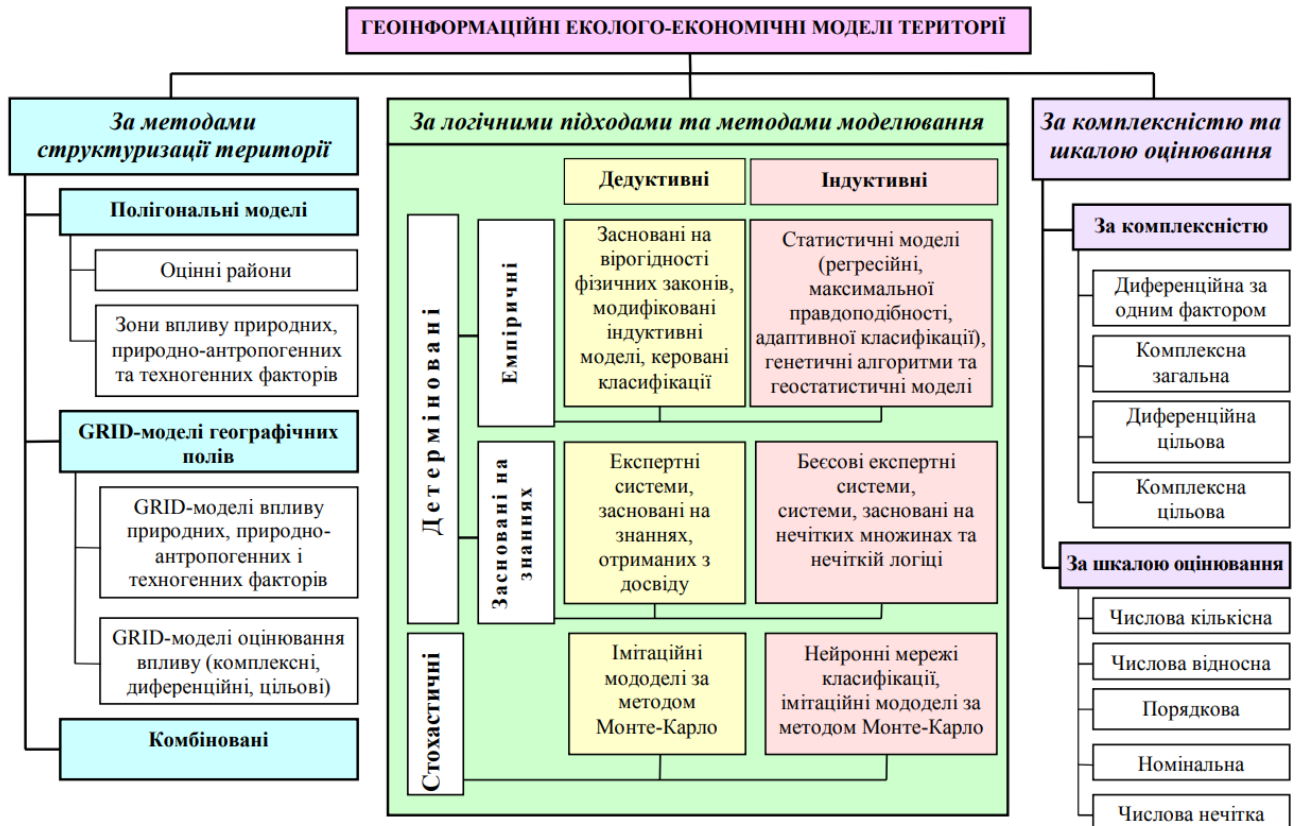 ГЕОІНФОРМАЦІЙНІ ЕКОЛОГО-ЕКОНОМІЧНІ МОДЕЛІ ТЕРИТОРІЇ
За методами
структуризації території
Полігональні моделі
Оцінні райони
Зони впливу природних,
природно-антропогенних
та техногенних факторів
GRID-моделі географічних
полів
GRID-моделі впливу
природних, природно-
антропогенних і
техногенних факторів
GRID-моделі оцінювання
впливу (комплексні,
диференційні, цільові)
Комбіновані
За логічними підходами та методами моделювання
Дедуктивні
Індуктивні
Детерміновані
Емпіричні
Засновані на
вірогідності
фізичних законів,
модифіковані
індуктивні
моделі, керовані
класифікації
Статистичні моделі
(регресійні,
максимальної
правдоподібності,
адаптивної класифікації),
генетичні алгоритми та
геостатистичні моделі
Засновані на
знаннях
Експертні
системи,
засновані на
знаннях,
отриманих з
досвіду
Беєсові експертні
системи,
системи, засновані на
нечітких множинах та
нечіткій логіці
Стохастичні
Імітаційні
мододелі за
методом
Монте-Карло
Нейронні мережі
класифікації,
імітаційні мододелі за
методом Монте-Карло
За комплексністю та
шкалою оцінювання
За комплексністю
Диференційна за
одним фактором
Комплексна
загальна
Диференційна
цільова
Комплексна
цільова
За шкалою оцінювання
Числова кількісна
Числова відносна
Порядкова
Номінальна
Числова нечітка